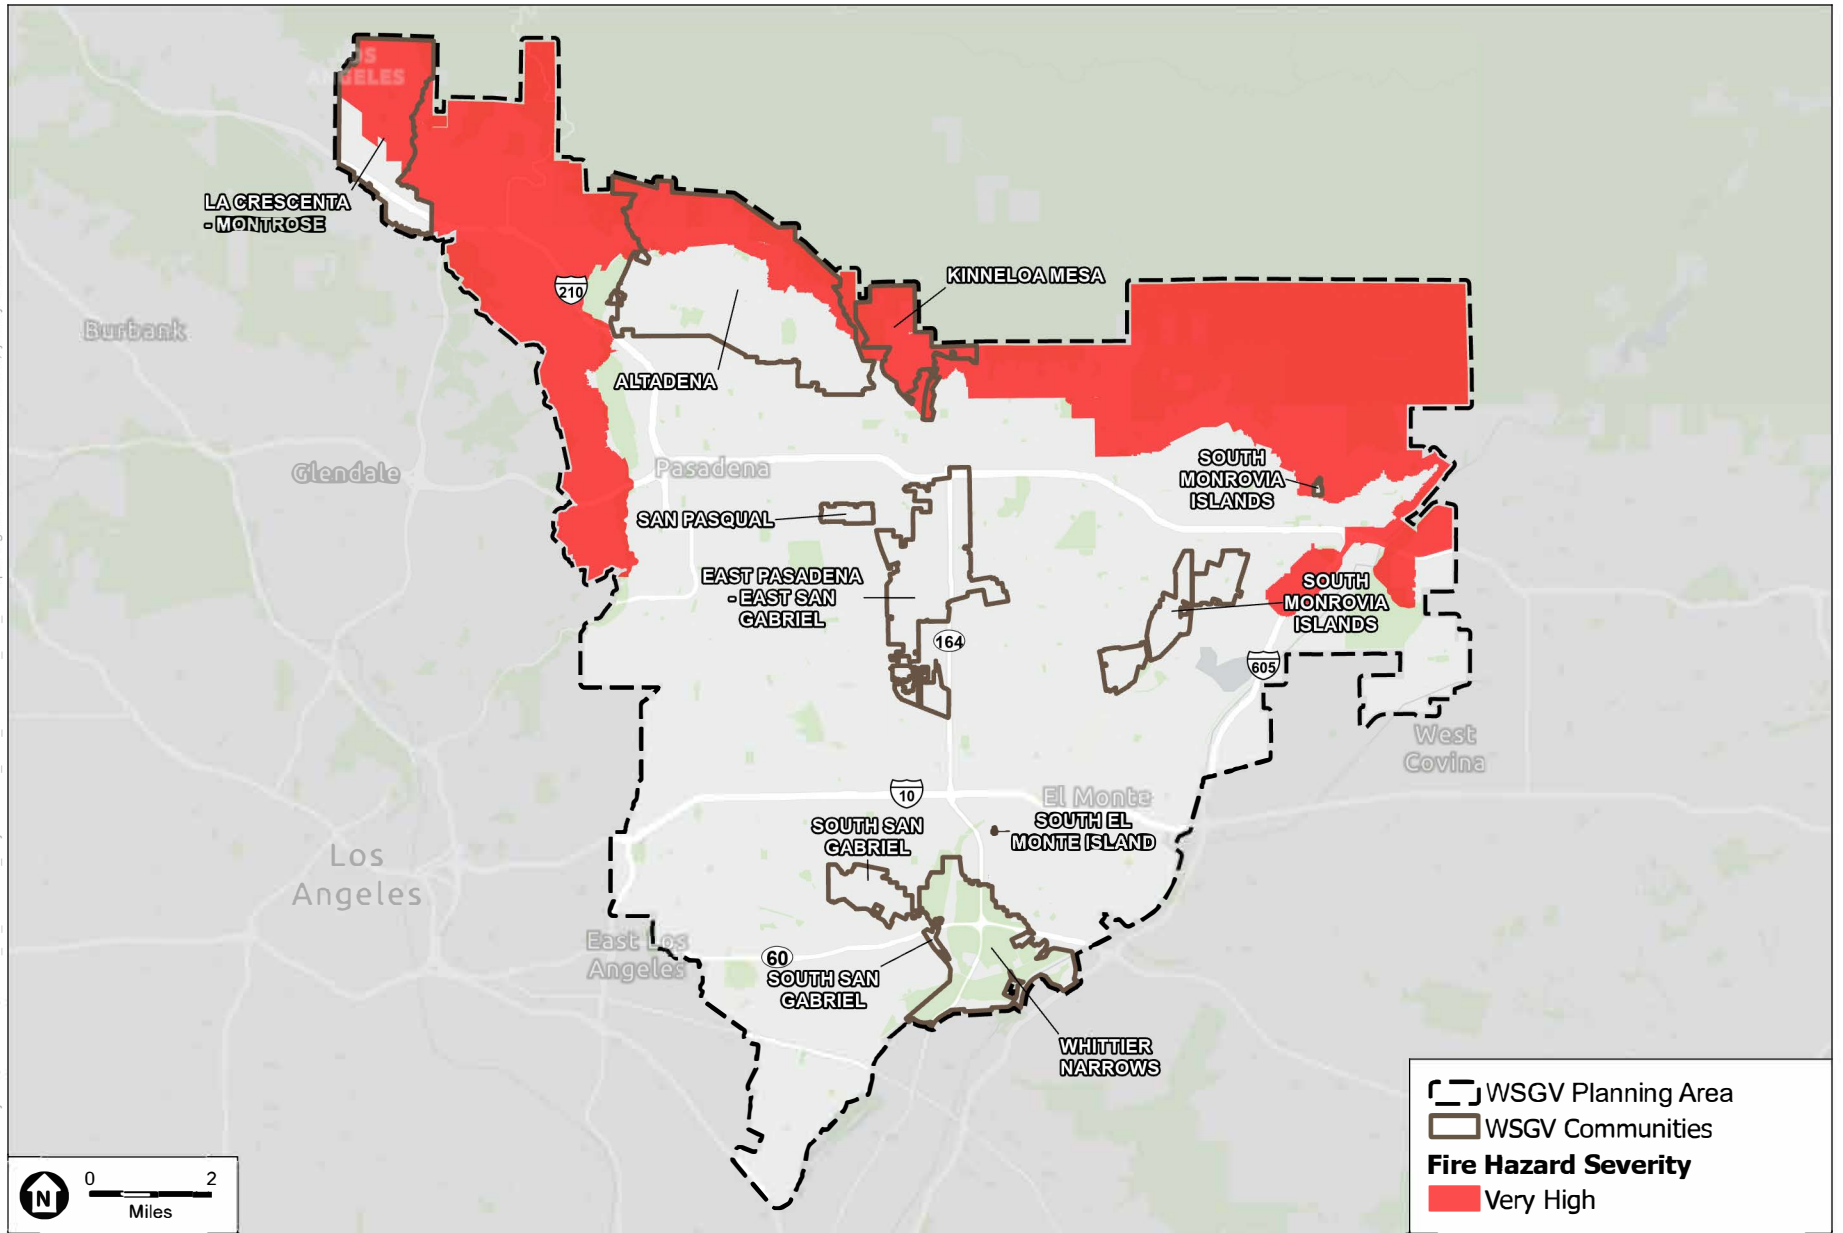 LOS
ANGELES
LA CRESCENTA
- MONTROSE
210
KINNELOA MESA
Burbank
ALTADENA
Glendale
Pasadena
SOUTH
MONROVIA
ISLANDS
SAN PASQUAL
EAST PASADENA
- EAST SAN
GABRIEL
SOUTH
MONROVIA
ISLANDS
164
605
West
Covina
10
El Monte
SOUTH SAN
GABRIEL
SOUTH EL
MONTE ISLAND
Los
Angeles
East Los
Angeles
60
SOUTH SAN
GABRIEL
WHITTIER
NARROWS
WSGV Planning Area
WSGV Communities
Fire Hazard Severity
Very High
N
0 2
Miles